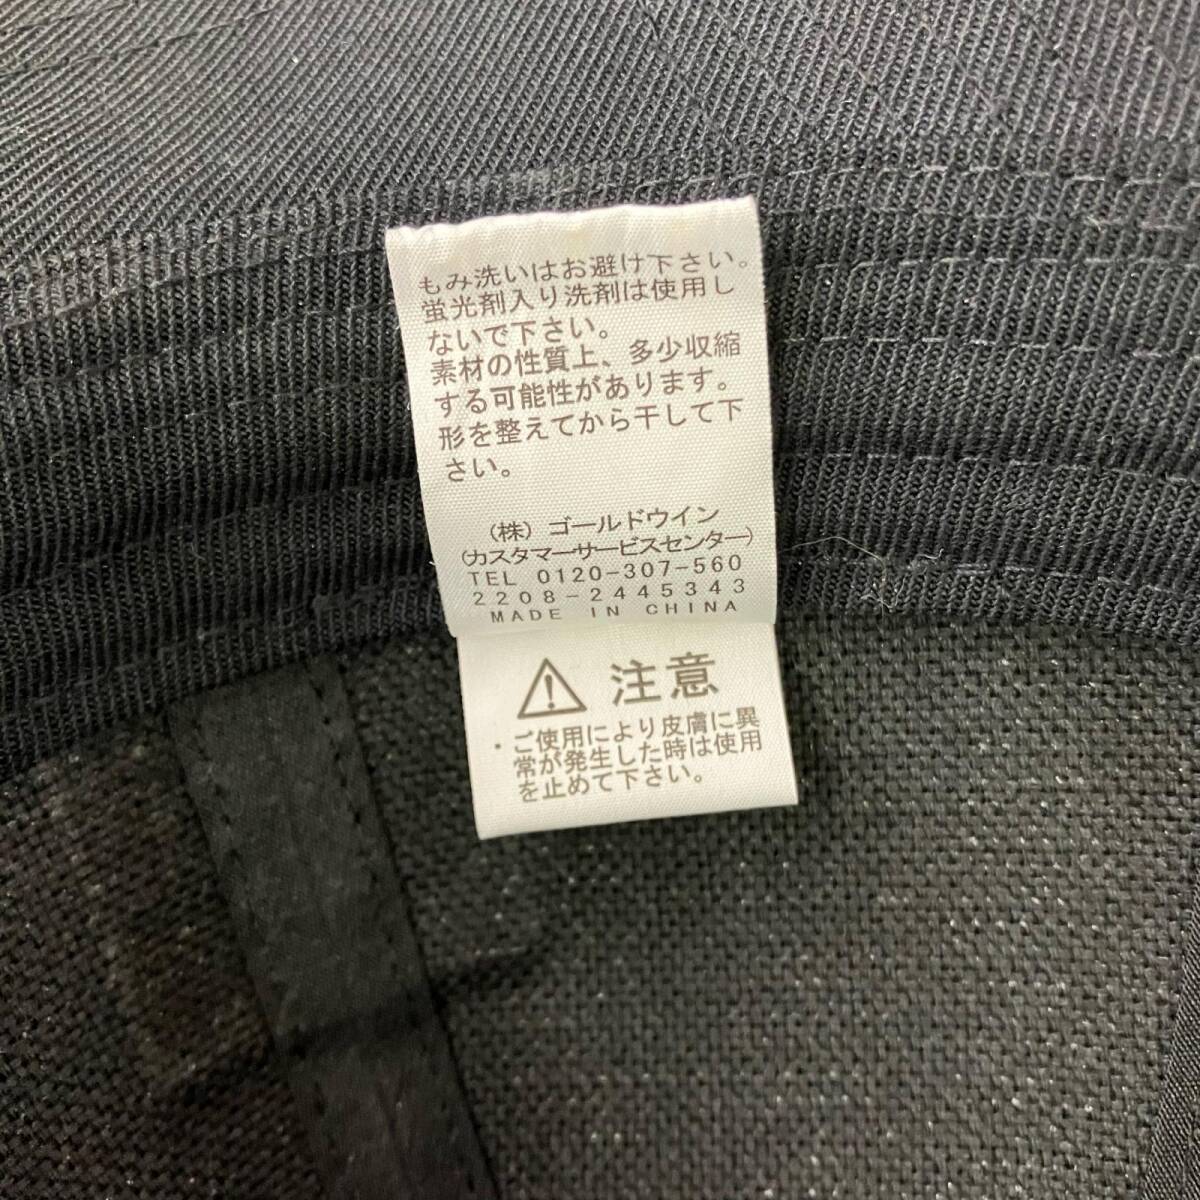 もみ洗いはお避け下さい。
蛍光剤入り洗剤は使用し
ないで下さい。
素材の性質上、多少収縮
する可能性があります。
形を整えてから干して下
さい。
(株) ゴールドウイン
(カスタマーサービスセンター)
TEL 0120-307-560
2208-2445343
MADE IN CHINA
注意
・ご使用により皮膚に異
常が発生した時は使用
を止めて下さい。